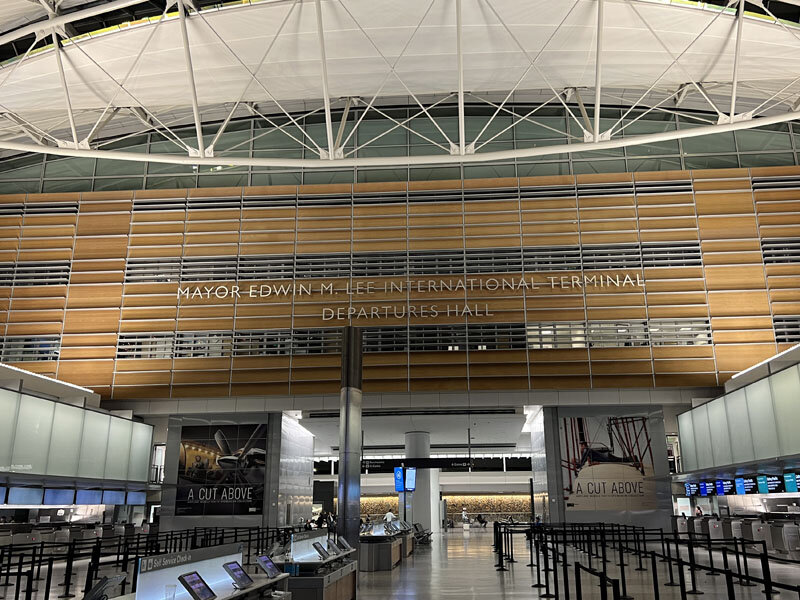 MAYOR EDWIN M. LEE INTERNATIONAL TERMINAL
DEPARTURES HALL
A CUT ABOVE
A CUT ABOVE
Self Service Check-in